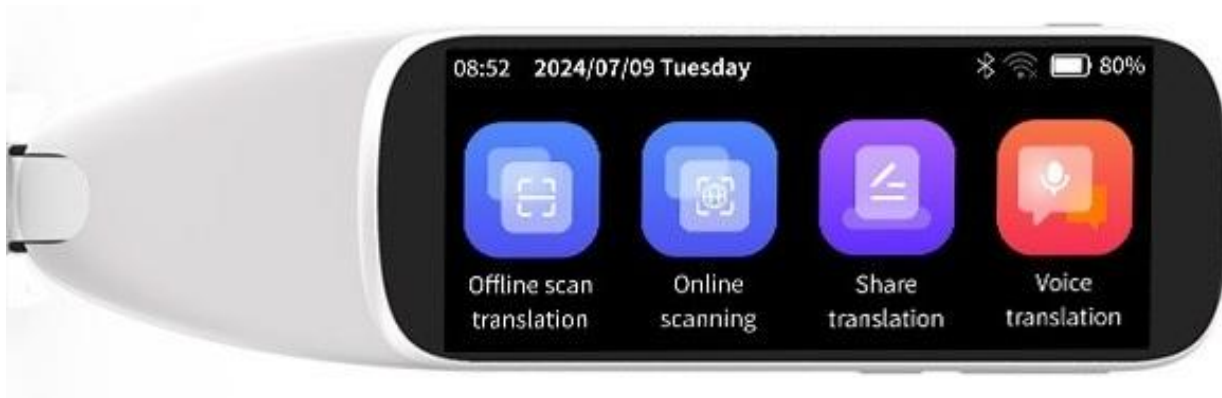 08:52 2024/07/09 Tuesday 80%
Offline scan
translation
Online
scanning
Share
translation
Voice
translation